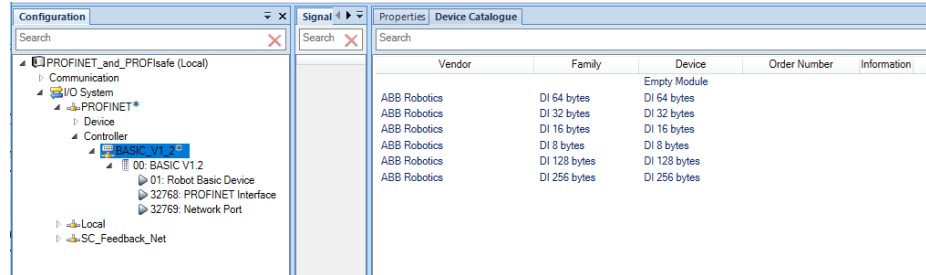 Configuration
Search
PROFINET_and_PROFIsafe (Local)
Communication
I/O System
PROFINET*
Device
Controller
BASIC_V1_2
00: BASIC V1.2
01: Robot Basic Device
32768: PROFINET Interface
32769: Network Port
Local
SC_Feedback_Net
Signal
Search
Properties Device Catalogue
Search
Vendor Family Device Order Number Information
Empty Module
ABB Robotics DI 64 bytes DI 64 bytes
ABB Robotics DI 32 bytes DI 32 bytes
ABB Robotics DI 16 bytes DI 16 bytes
ABB Robotics DI 8 bytes DI 8 bytes
ABB Robotics DI 128 bytes DI 128 bytes
ABB Robotics DI 256 bytes DI 256 bytes